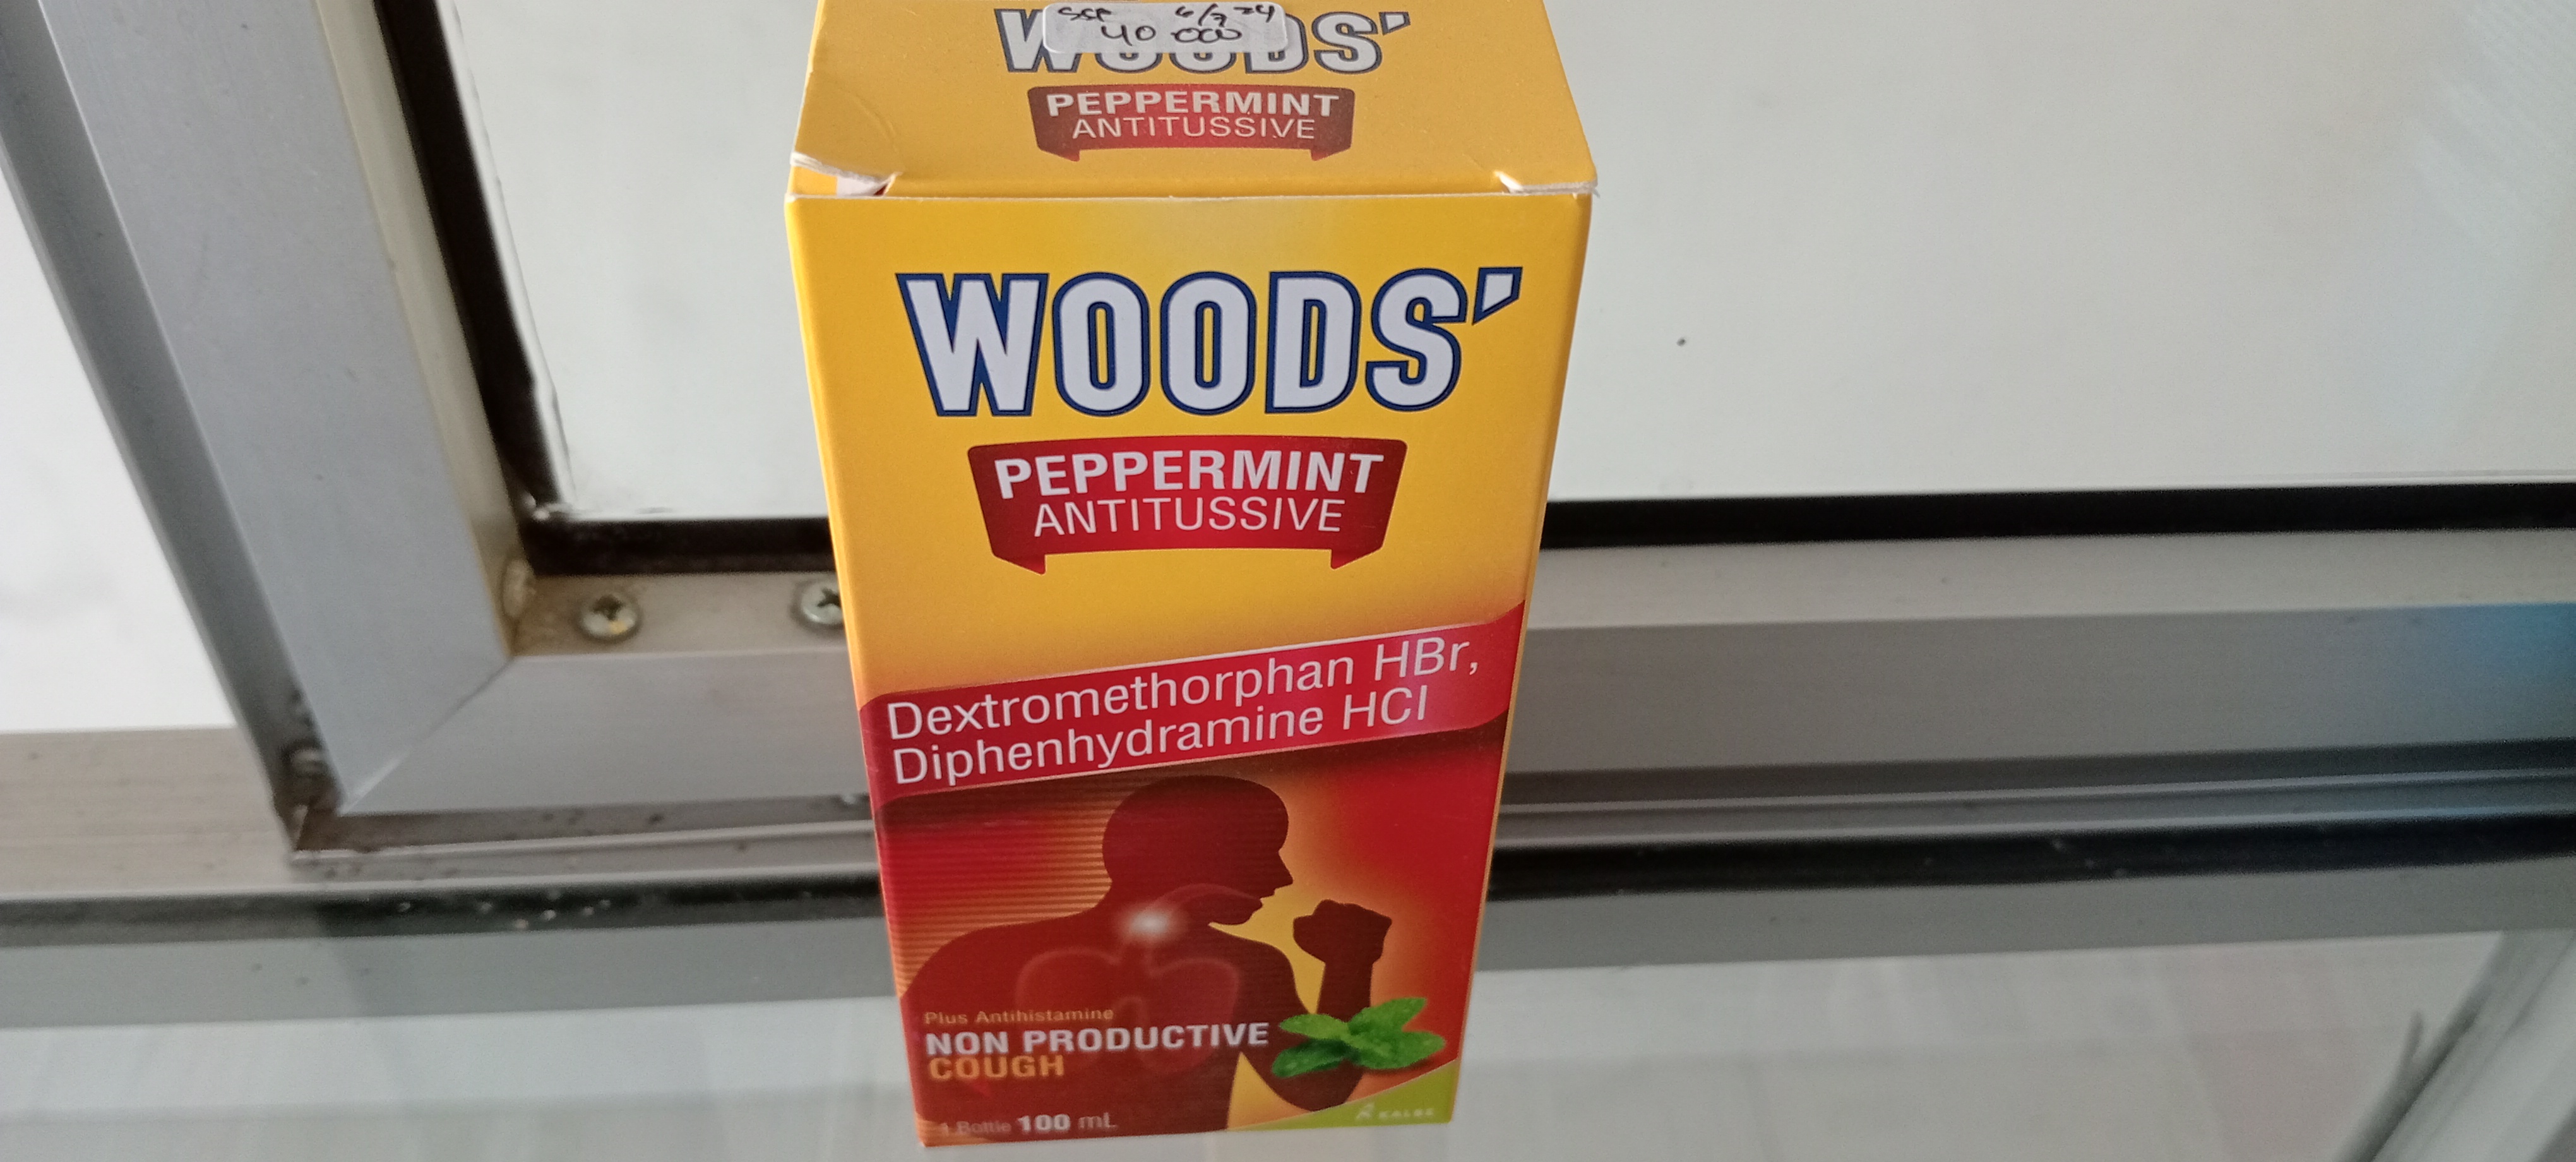 40 000
WOODS'
PEPPERMINT
ANTITUSSIVE
WOODS'
PEPPERMINT
ANTITUSSIVE
Dextromethorphan HBr,
Diphenhydramine HCl
Plus Antihistamine
NON PRODUCTIVE
COUGH
1 Bottle 100 mL
KALBE